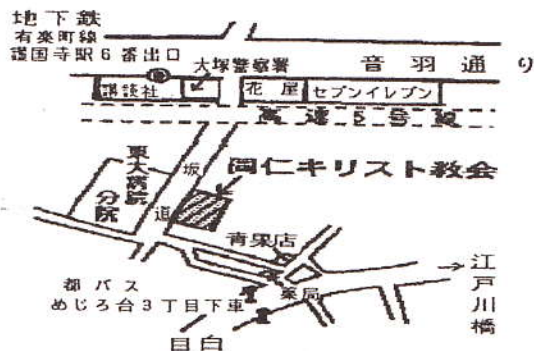 地下鉄
有楽町線
護国寺駅6番出口
大塚警察署
音羽通り
講談社
花屋
セブンイレブン
高速5号線
東大病院
分院
坂道
同仁キリスト教会
青果店
薬局
都バス
めじろ台3丁目下車
目白
江戸川橋